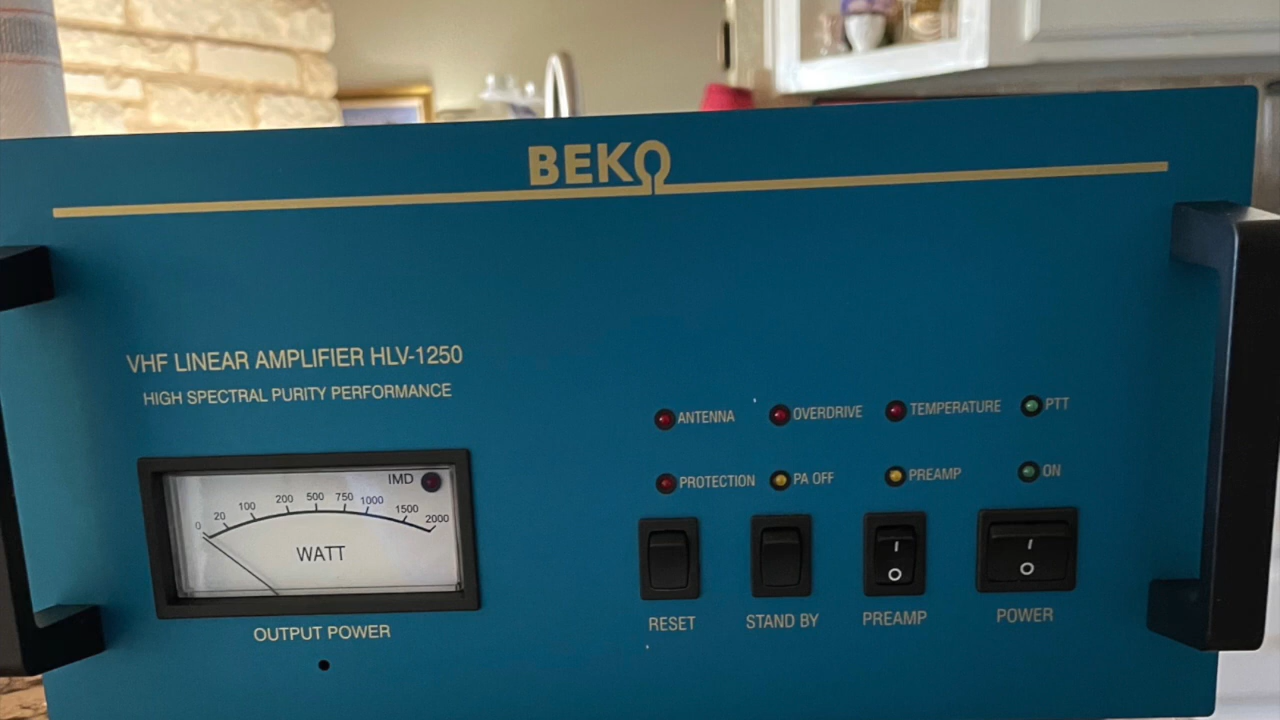 BEKO
VHF LINEAR AMPLIFIER HLV-1250
HIGH SPECTRAL PURITY PERFORMANCE
IMD
0 20 100 200 500 750 1000 1500 2000
WATT
OUTPUT POWER
ANTENNA OVERDRIVE TEMPERATURE PTT
PROTECTION PA OFF PREAMP ON
I I
O O
RESET STAND BY PREAMP POWER